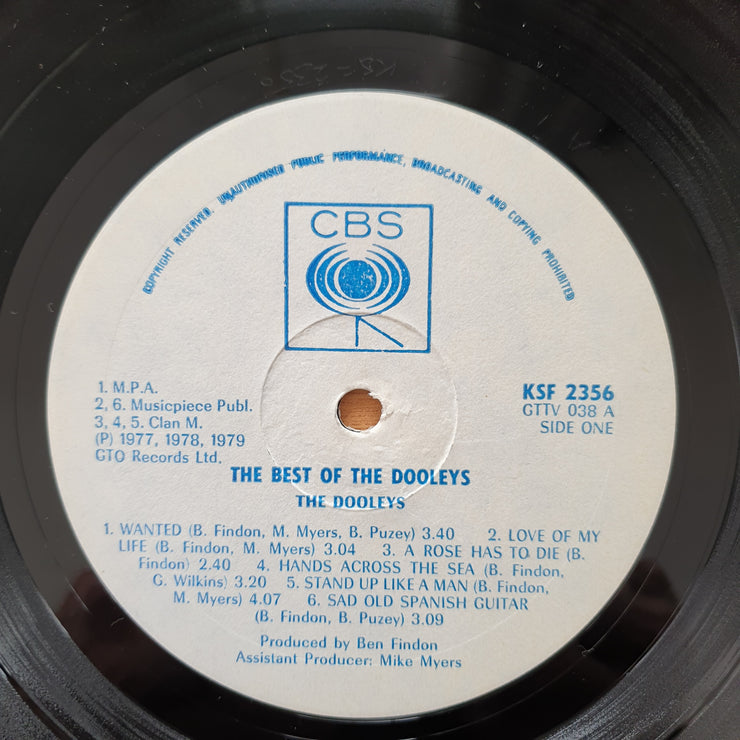 COPYRIGHT RESERVED. UNAUTHORISED PUBLIC PERFORMANCE, BROADCASTING AND COPYING PROHIBITED
CBS
1. M.P.A.
2, 6. Musicpiece Publ.
3, 4, 5. Clan M.
(P) 1977, 1978, 1979
GTO Records Ltd.
KSF 2356
GTTV 038 A
SIDE ONE
THE BEST OF THE DOOLEYS
THE DOOLEYS
1. WANTED (B. Findon, M. Myers, B. Puzey) 3.40 2. LOVE OF MY
LIFE (B. Findon, M. Myers) 3.04 3. A ROSE HAS TO DIE (B.
Findon) 2.40 4. HANDS ACROSS THE SEA (B. Findon,
G. Wilkins) 3.20 5. STAND UP LIKE A MAN (B. Findon,
M. Myers) 4.07 6. SAD OLD SPANISH GUITAR
(B. Findon, B. Puzey) 3.09
Produced by Ben Findon
Assistant Producer: Mike Myers